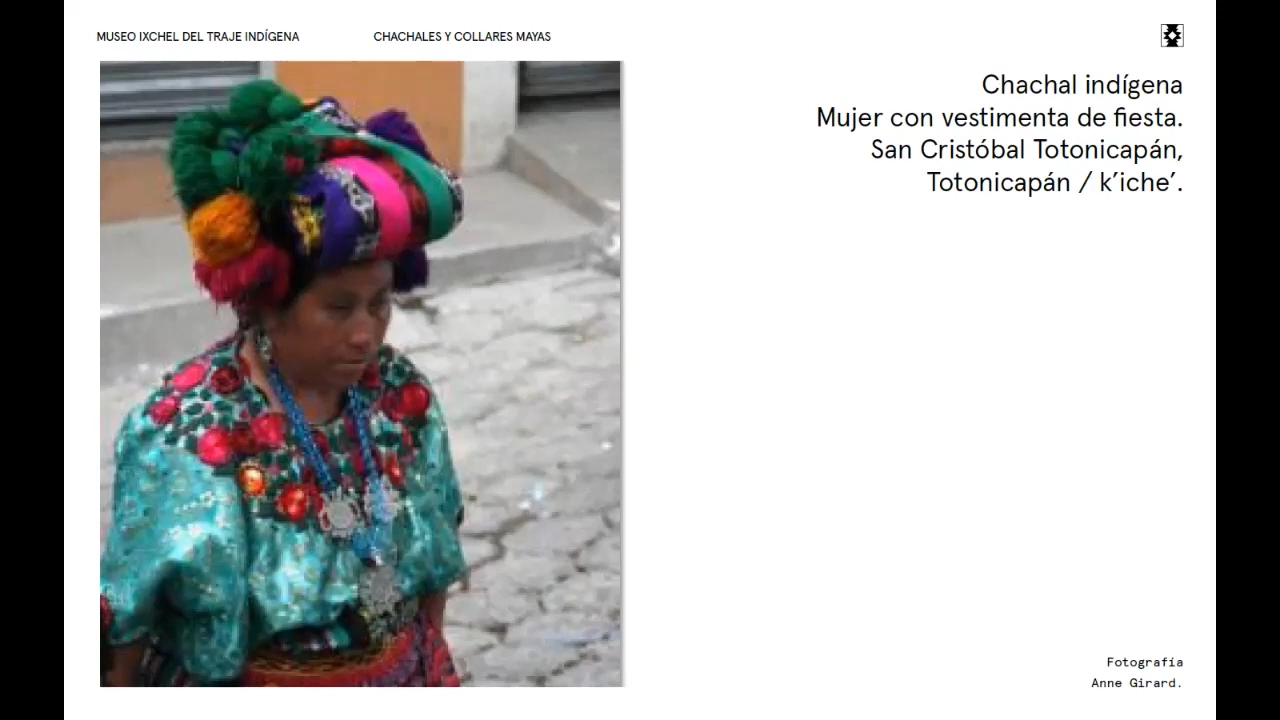 MUSEO IXCHEL DEL TRAJE INDÍGENA
CHACHALES Y COLLARES MAYAS
Chachal indígena
Mujer con vestimenta de fiesta.
San Cristóbal Totonicapán,
Totonicapán / k’iche’.
Fotografía
Anne Girard.